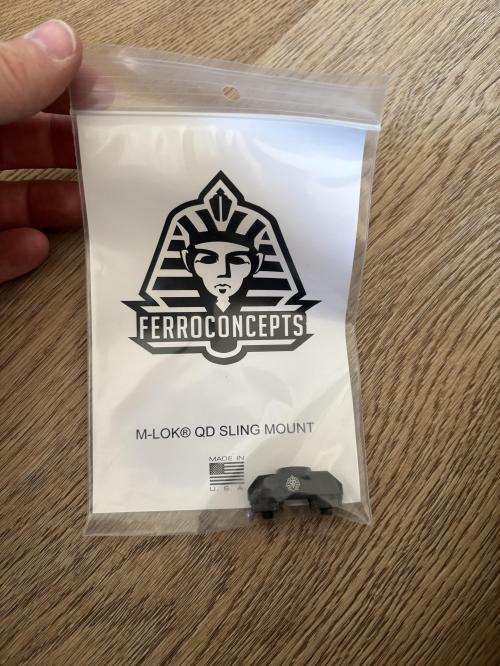 FERROCONCEPTS
M-LOK® QD SLING MOUNT
MADE IN
U. S. A